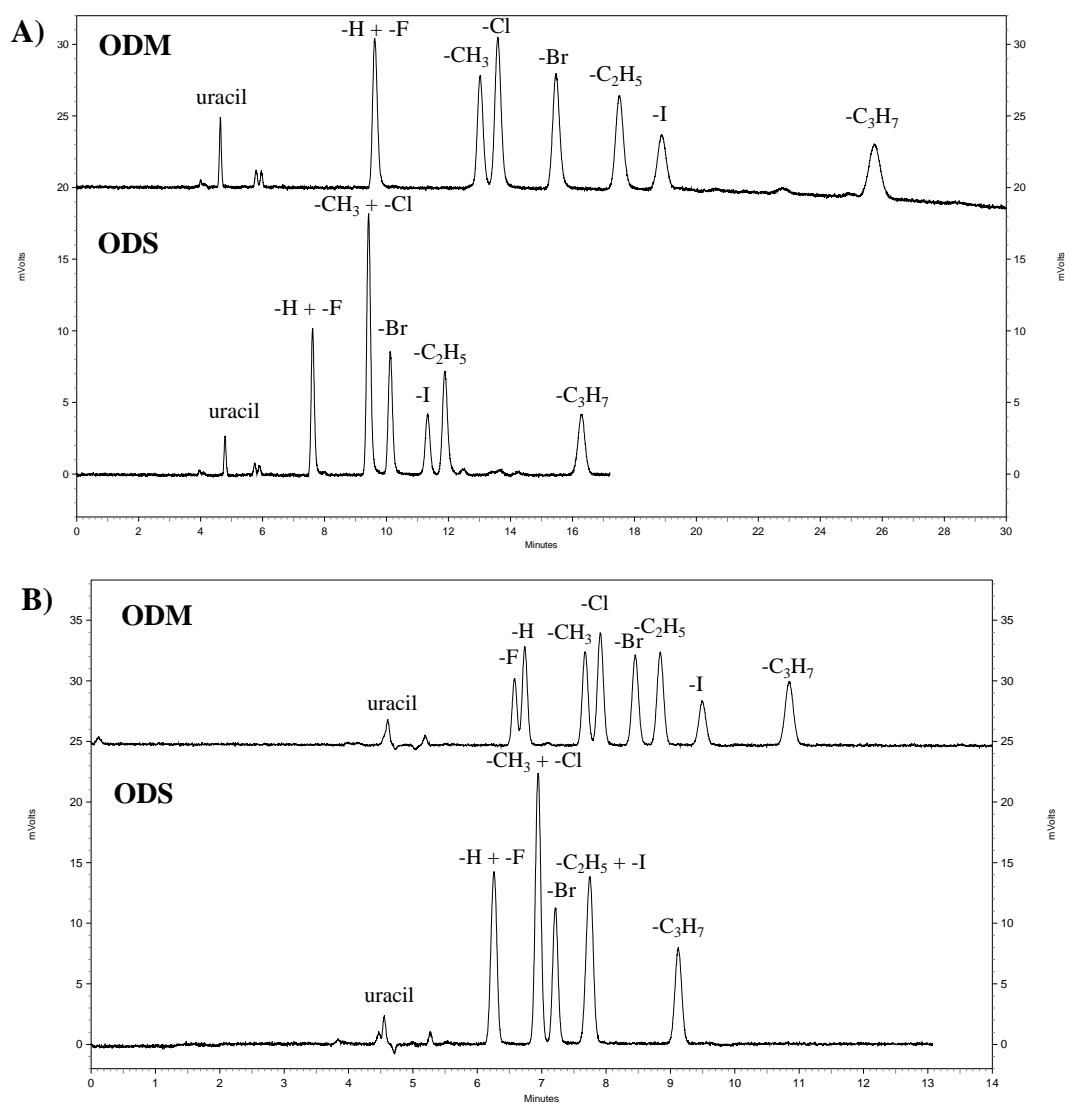 A)
ODM
uracil
-H + -F
-CH3
-Cl
-Br
-C2H5
-I
-C3H7
ODS
uracil
-H + -F
-CH3 + -Cl
-Br
-I
-C2H5
-C3H7
30
25
20
15
10
5
0
mVolts
30
25
20
15
10
5
0
mVolts
0 2 4 6 8 10 12 14 16 18 20 22 24 26 28 30
Minutes
B)
ODM
uracil
-F
-H
-CH3
-Cl
-Br
-C2H5
-I
-C3H7
ODS
uracil
-H + -F
-CH3 + -Cl
-Br
-C2H5 + -I
-C3H7
35
30
25
20
15
10
5
0
mVolts
35
30
25
20
15
10
5
0
mVolts
0 1 2 3 4 5 6 7 8 9 10 11 12 13 14
Minutes